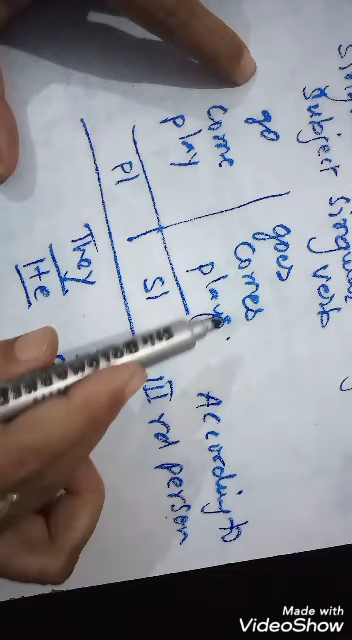 Subject Singular verb
go goes
Come Comes
play plays. According to
Pl Sl III rd person
They
He
Made with
VideoShow